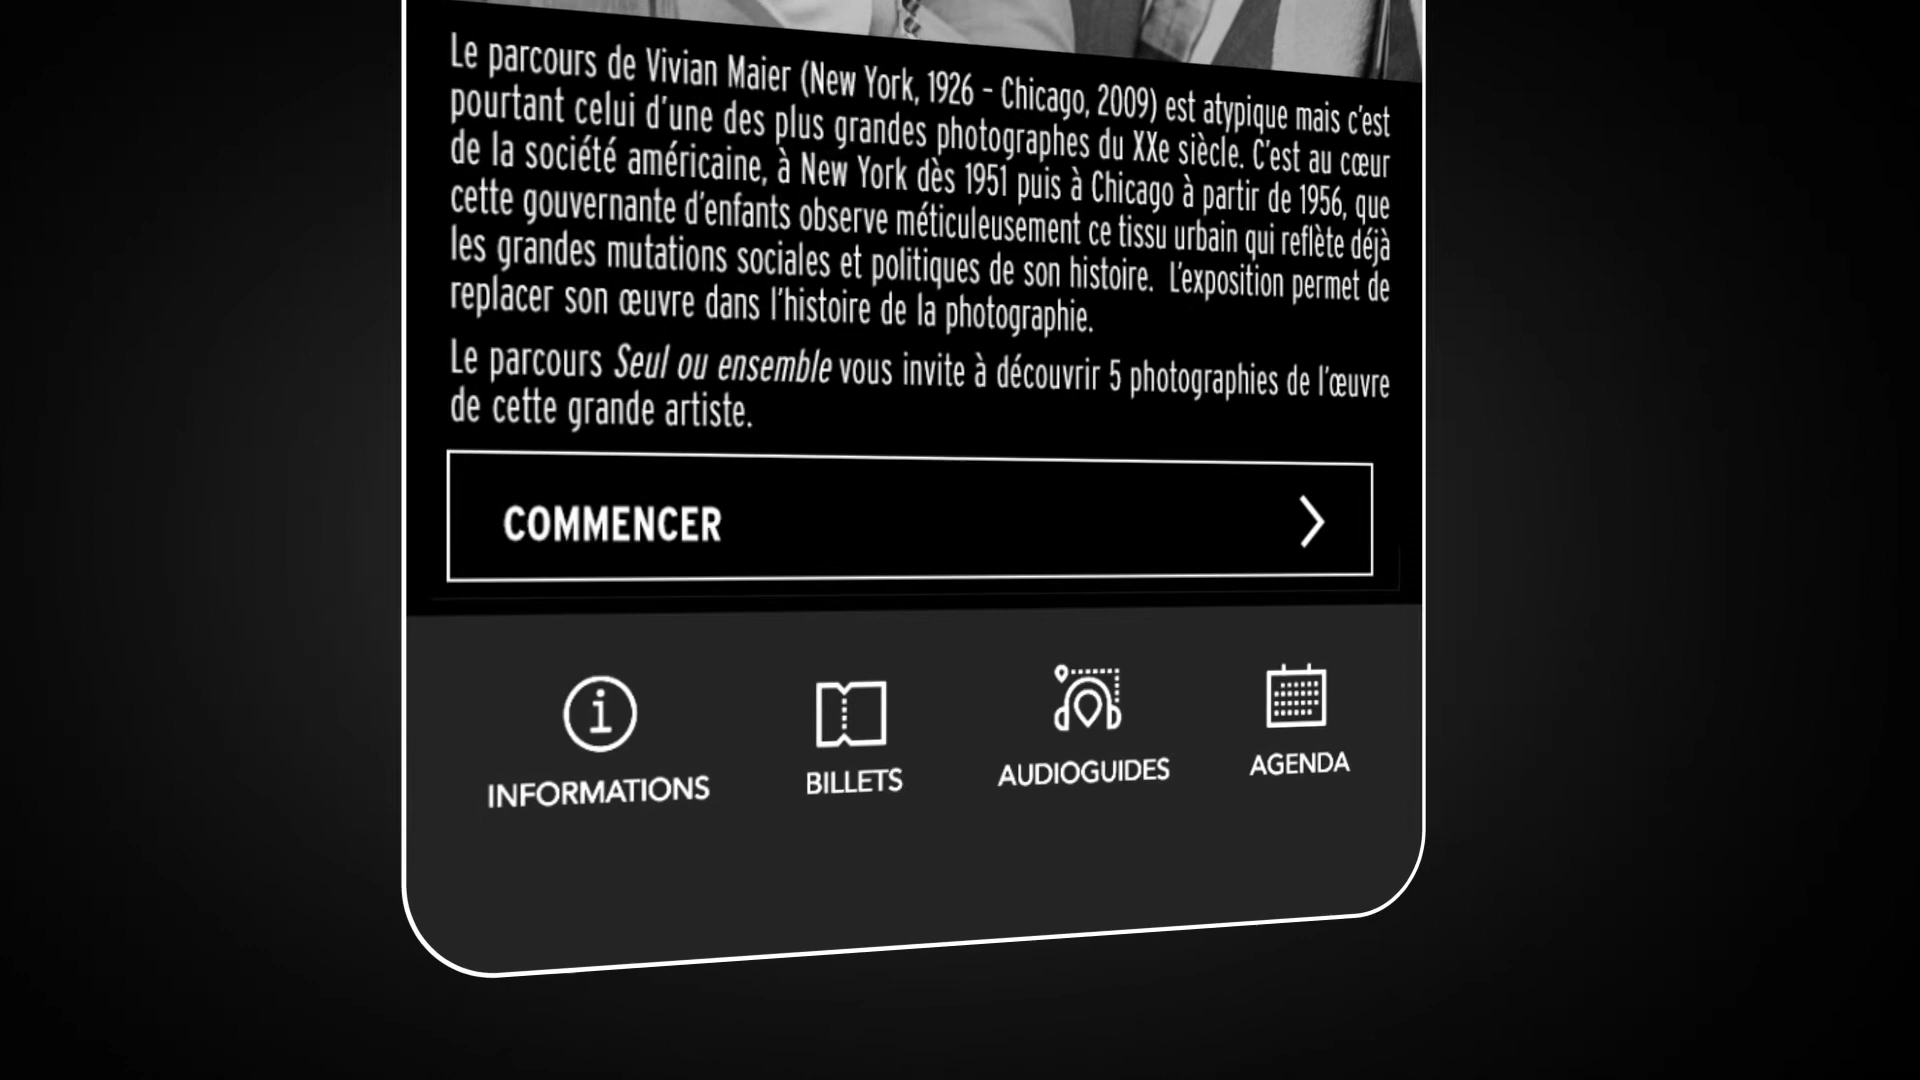 Le parcours de Vivian Maier (New York, 1926 - Chicago, 2009) est atypique mais c'est
pourtant celui d'une des plus grandes photographes du XXe siècle. C'est au cœur
de la société américaine, à New York dès 1951 puis à Chicago à partir de 1956, que
cette gouvernante d'enfants observe méticuleusement ce tissu urbain qui reflète déjà
les grandes mutations sociales et politiques de son histoire. L'exposition permet de
replacer son œuvre dans l'histoire de la photographie.
Le parcours Seul ou ensemble vous invite à découvrir 5 photographies de l'œuvre
de cette grande artiste.
COMMENCER
INFORMATIONS
BILLETS
AUDIOGUIDES
AGENDA